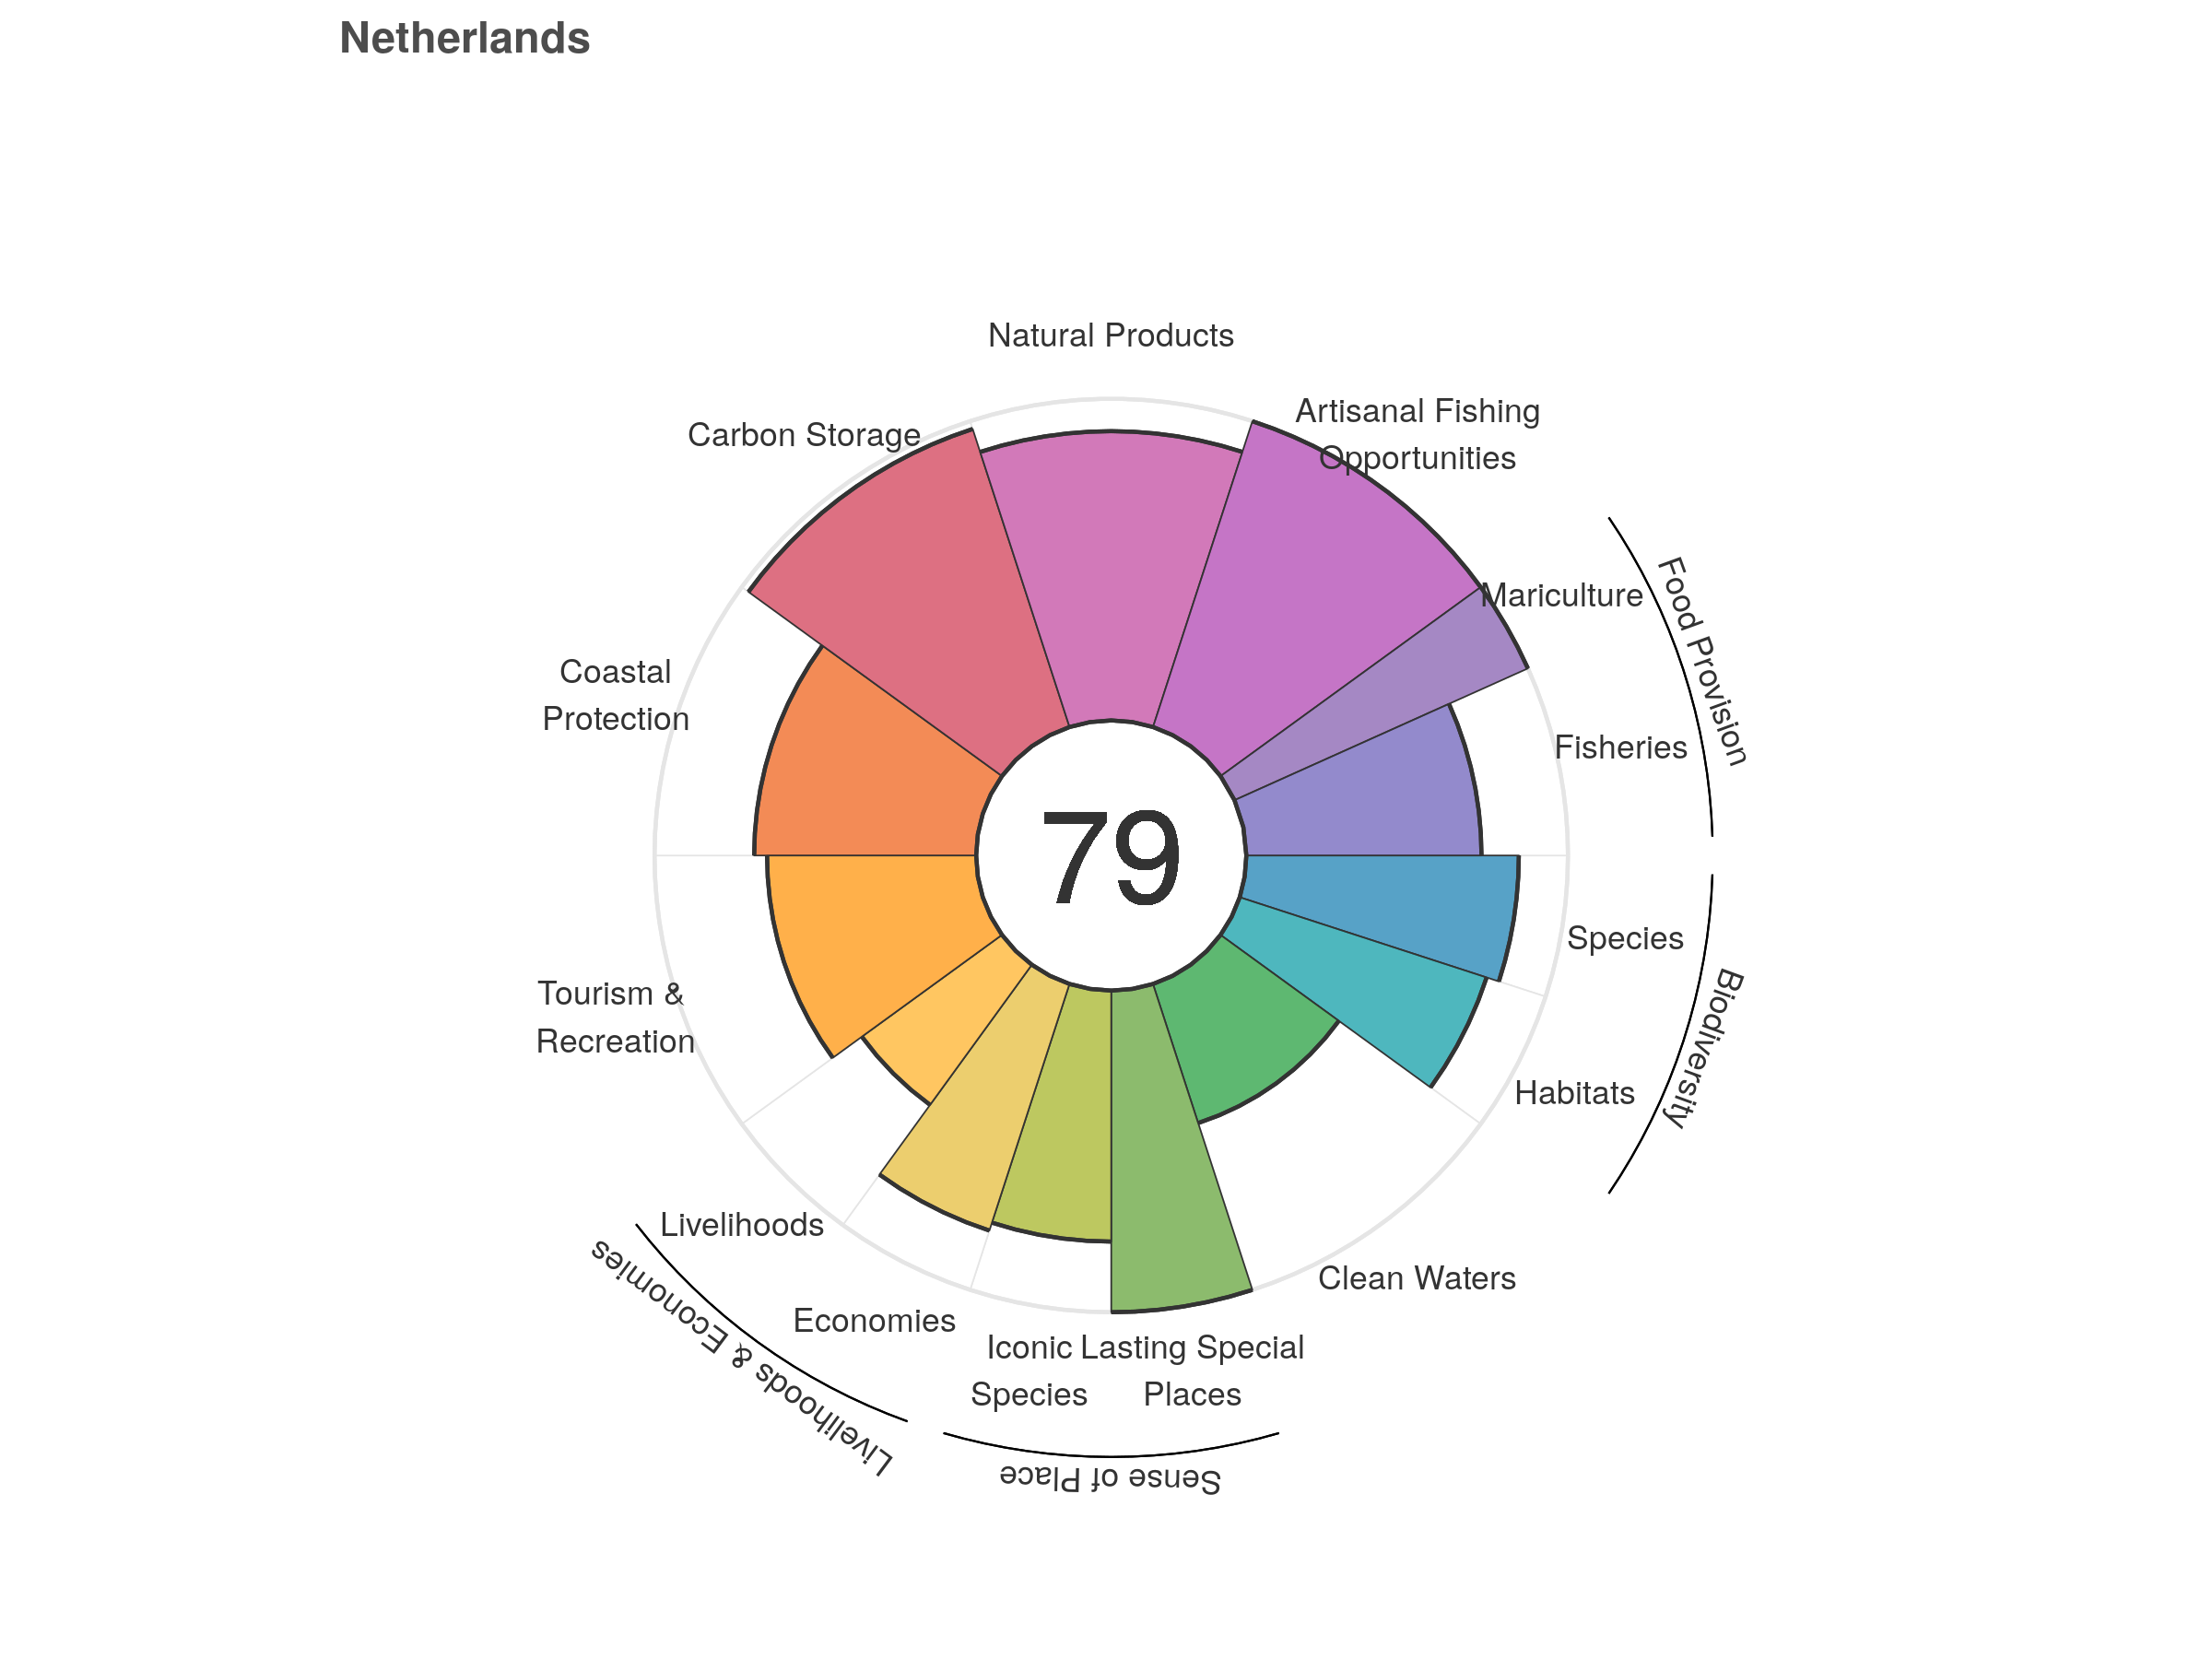 Netherlands
Natural Products
Artisanal Fishing
Opportunities
Carbon Storage
Mariculture
Food Provision
Coastal
Protection
Fisheries
79
Species
Biodiversity
Tourism &
Recreation
Habitats
Livelihoods
Livelihoods & Economies
Clean Waters
Economies
Iconic
Species
Lasting Special
Places
Sense of Place